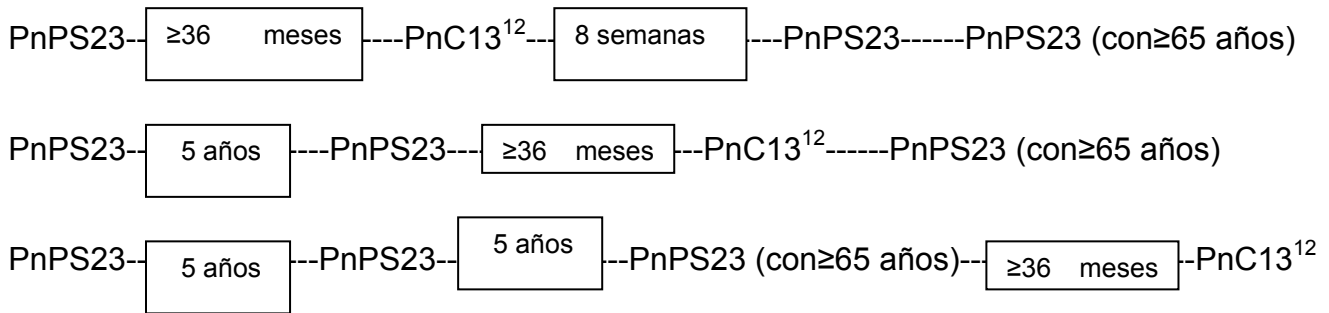 PnPS23-- ≥36 meses ----PnC13¹²--- 8 semanas ----PnPS23------PnPS23 (con≥65 años)
PnPS23-- 5 años ----PnPS23---- ≥36 meses ---PnC13¹²------PnPS23 (con≥65 años)
PnPS23-- 5 años ---PnPS23-- 5 años ---PnPS23 (con≥65 años)--- ≥36 meses --PnC13¹²